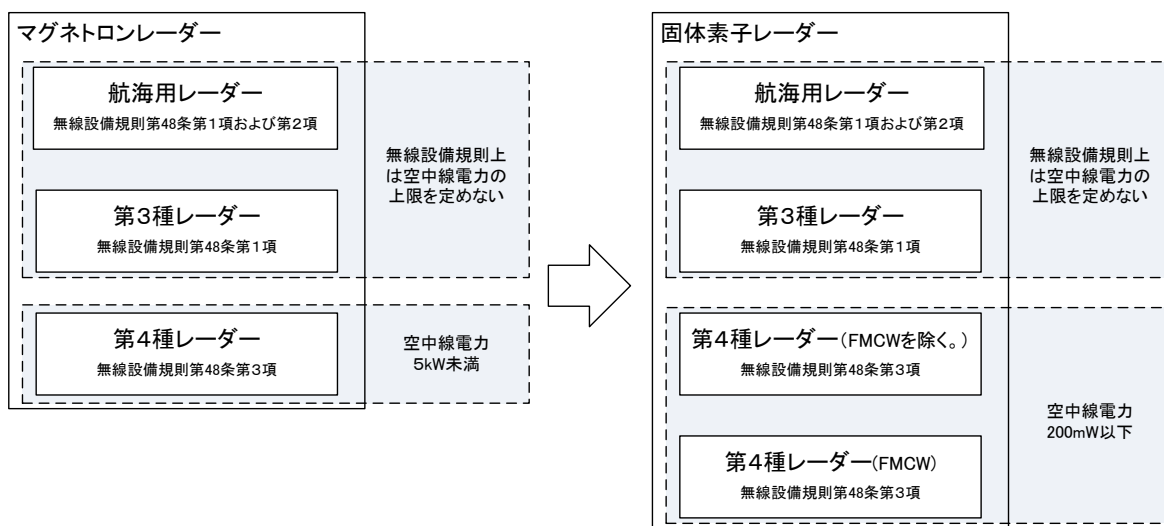 マグネトロンレーダー
航海用レーダー
無線設備規則第48条第1項および第2項
第3種レーダー
無線設備規則第48条第1項
無線設備規則上
は空中線電力の
上限を定めない
第4種レーダー
無線設備規則第48条第3項
空中線電力
5kW未満
固体素子レーダー
航海用レーダー
無線設備規則第48条第1項および第2項
第3種レーダー
無線設備規則第48条第1項
無線設備規則上
は空中線電力の
上限を定めない
第4種レーダー(FMCWを除く。)
無線設備規則第48条第3項
第4種レーダー(FMCW)
無線設備規則第48条第3項
空中線電力
200mW以下